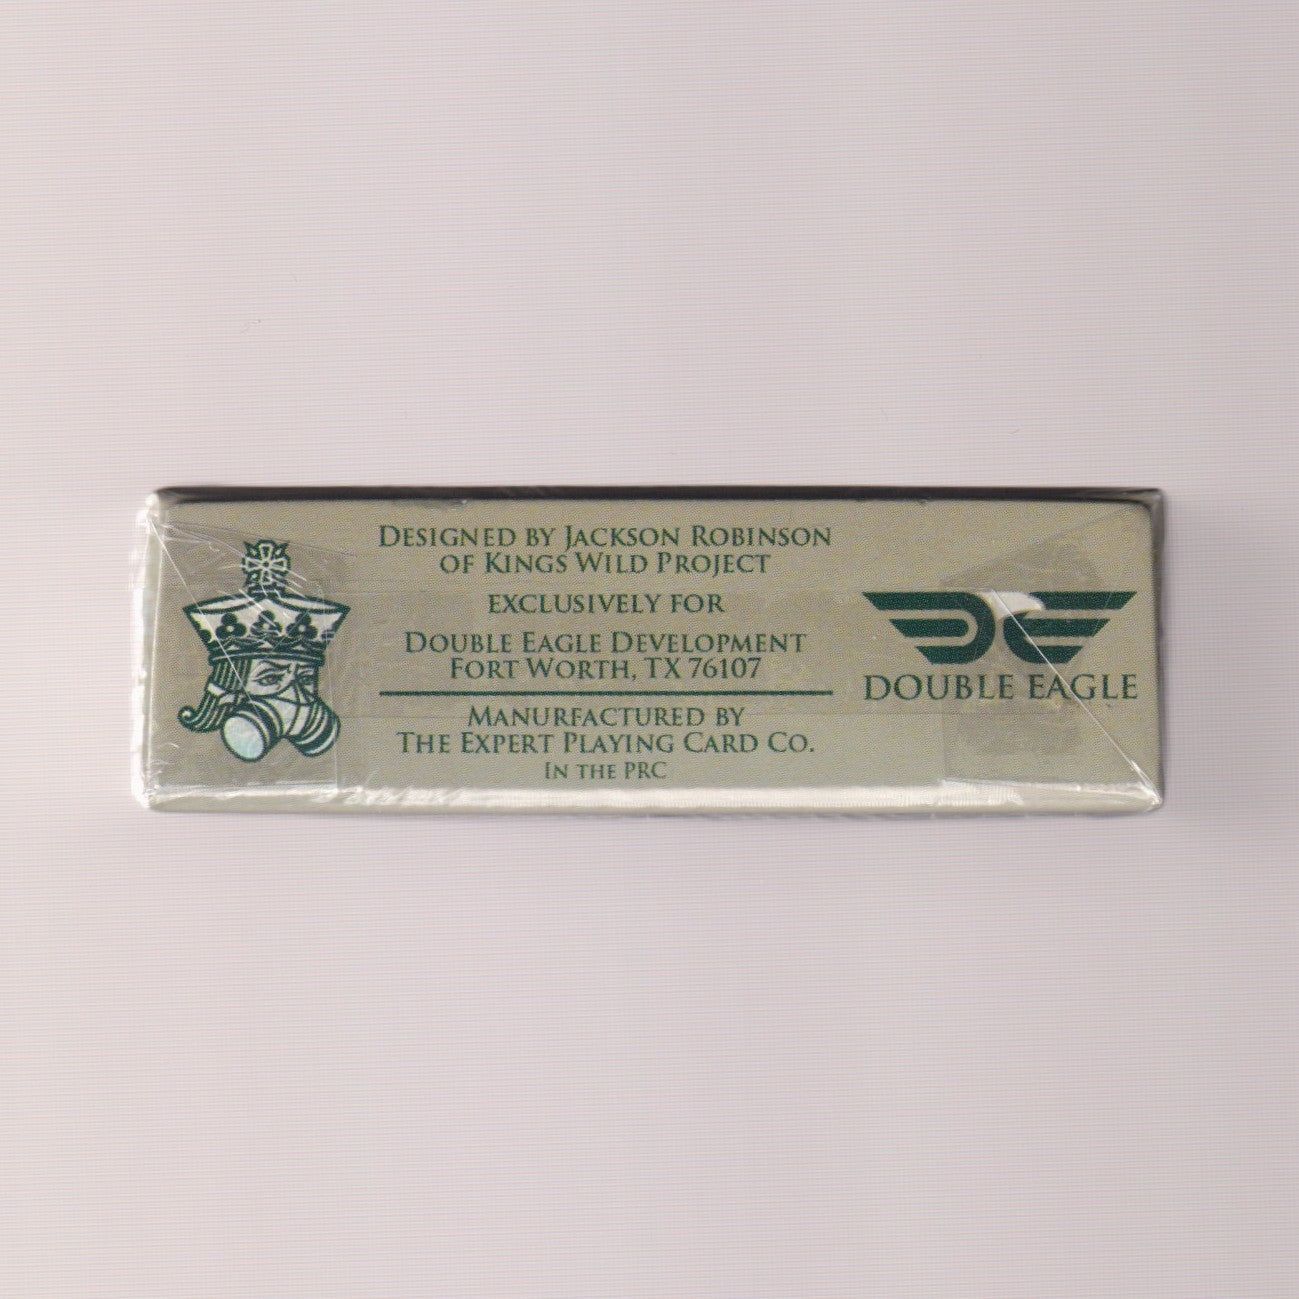 Designed by Jackson Robinson
of Kings Wild Project
exclusively for
Double Eagle Development
Fort Worth, TX 76107
Manurfactured by
The Expert Playing Card Co.
In the PRC
DOUBLE EAGLE